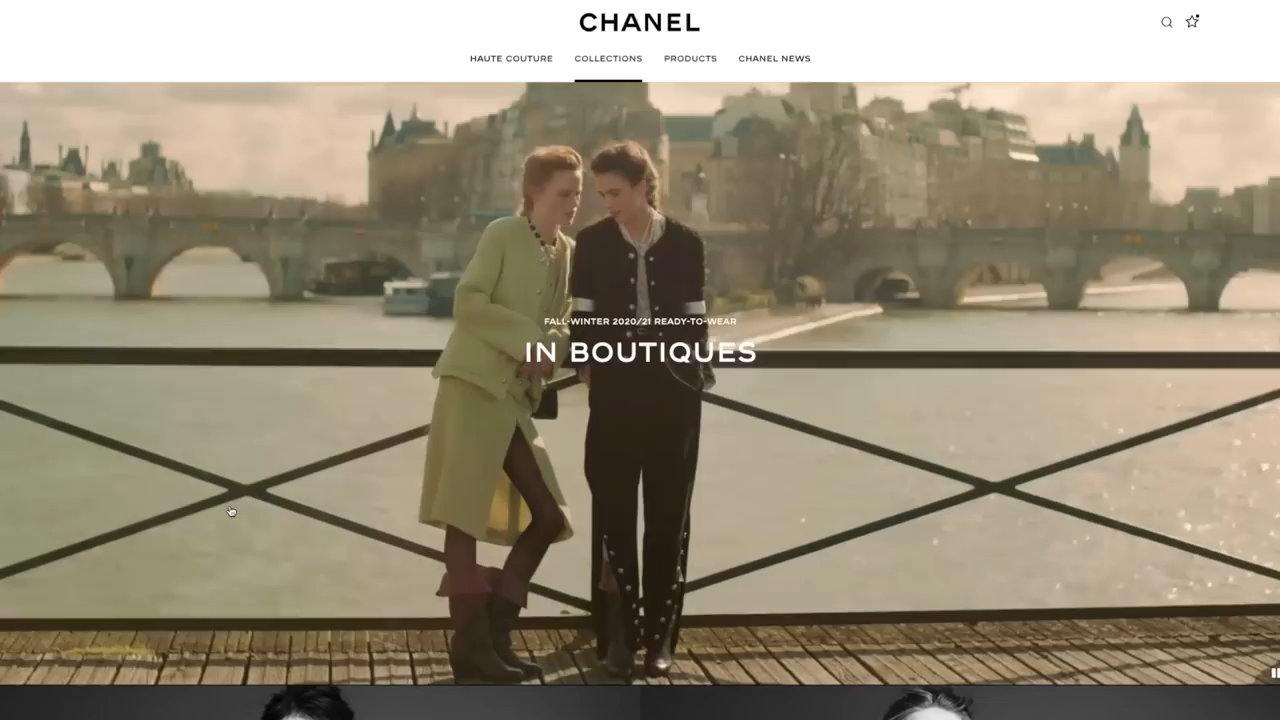 CHANEL
HAUTE COUTURE COLLECTIONS PRODUCTS CHANEL NEWS
FALL-WINTER 2020/21 READY-TO-WEAR
IN BOUTIQUES